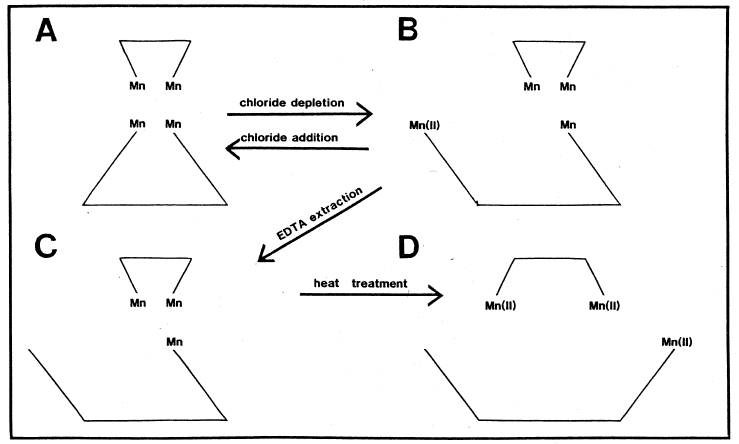 A
B
Mn Mn
Mn Mn
chloride depletion
Mn Mn
Mn(II) Mn
chloride addition
EDTA extraction
C
D
Mn Mn
heat treatment
Mn(II) Mn(II)
Mn
Mn(II)